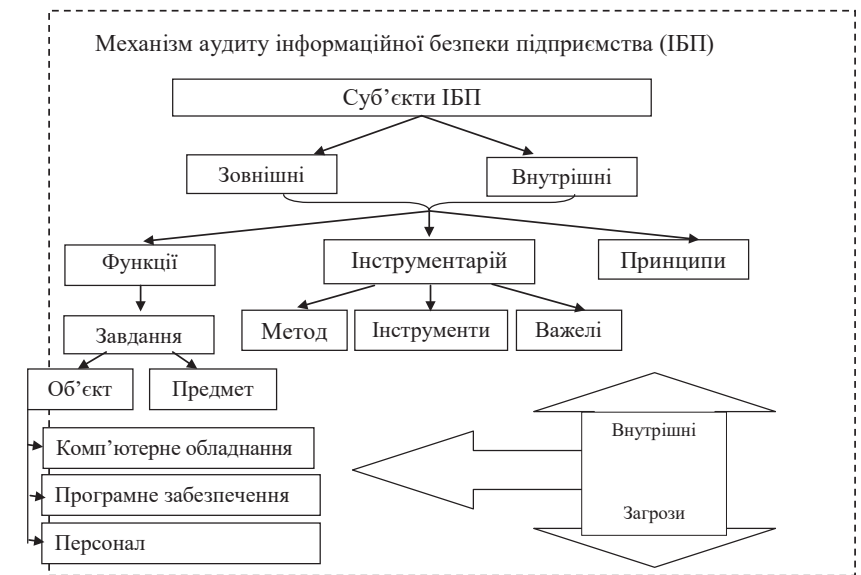 Механізм аудиту інформаційної безпеки підприємства (ІБП)
Суб’єкти ІБП
Зовнішні
Внутрішні
Функції
Інструментарій
Принципи
Завдання
Метод
Інструменти
Важелі
Об’єкт
Предмет
Комп’ютерне обладнання
Програмне забезпечення
Персонал
Внутрішні
Загрози